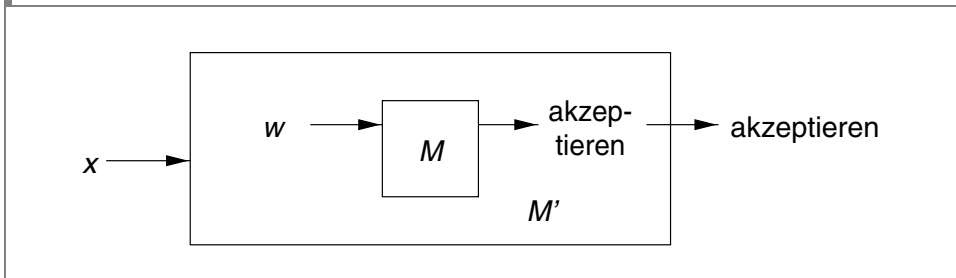 x
w
M
akzep-
tieren
akzeptieren
M’